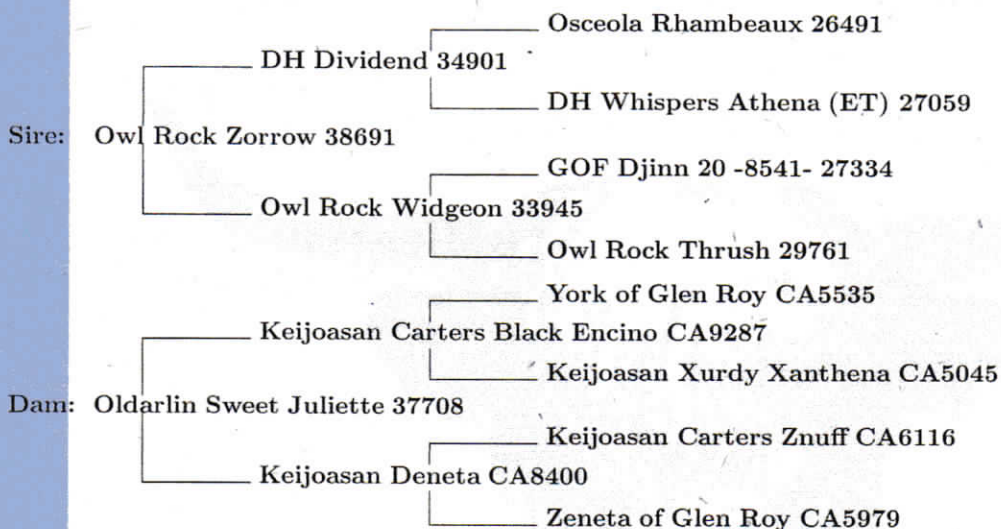 Osceola Rhambeaux 26491
DH Dividend 34901
DH Whispers Athena (ET) 27059
Sire: Owl Rock Zorrow 38691
GOF Djinn 20 -8541- 27334
Owl Rock Widgeon 33945
Owl Rock Thrush 29761
York of Glen Roy CA5535
Keijoasan Carters Black Encino CA9287
Keijoasan Xurdy Xanthena CA5045
Dam: Oldarlin Sweet Juliette 37708
Keijoasan Carters Znuff CA6116
Keijoasan Deneta CA8400
Zeneta of Glen Roy CA5979